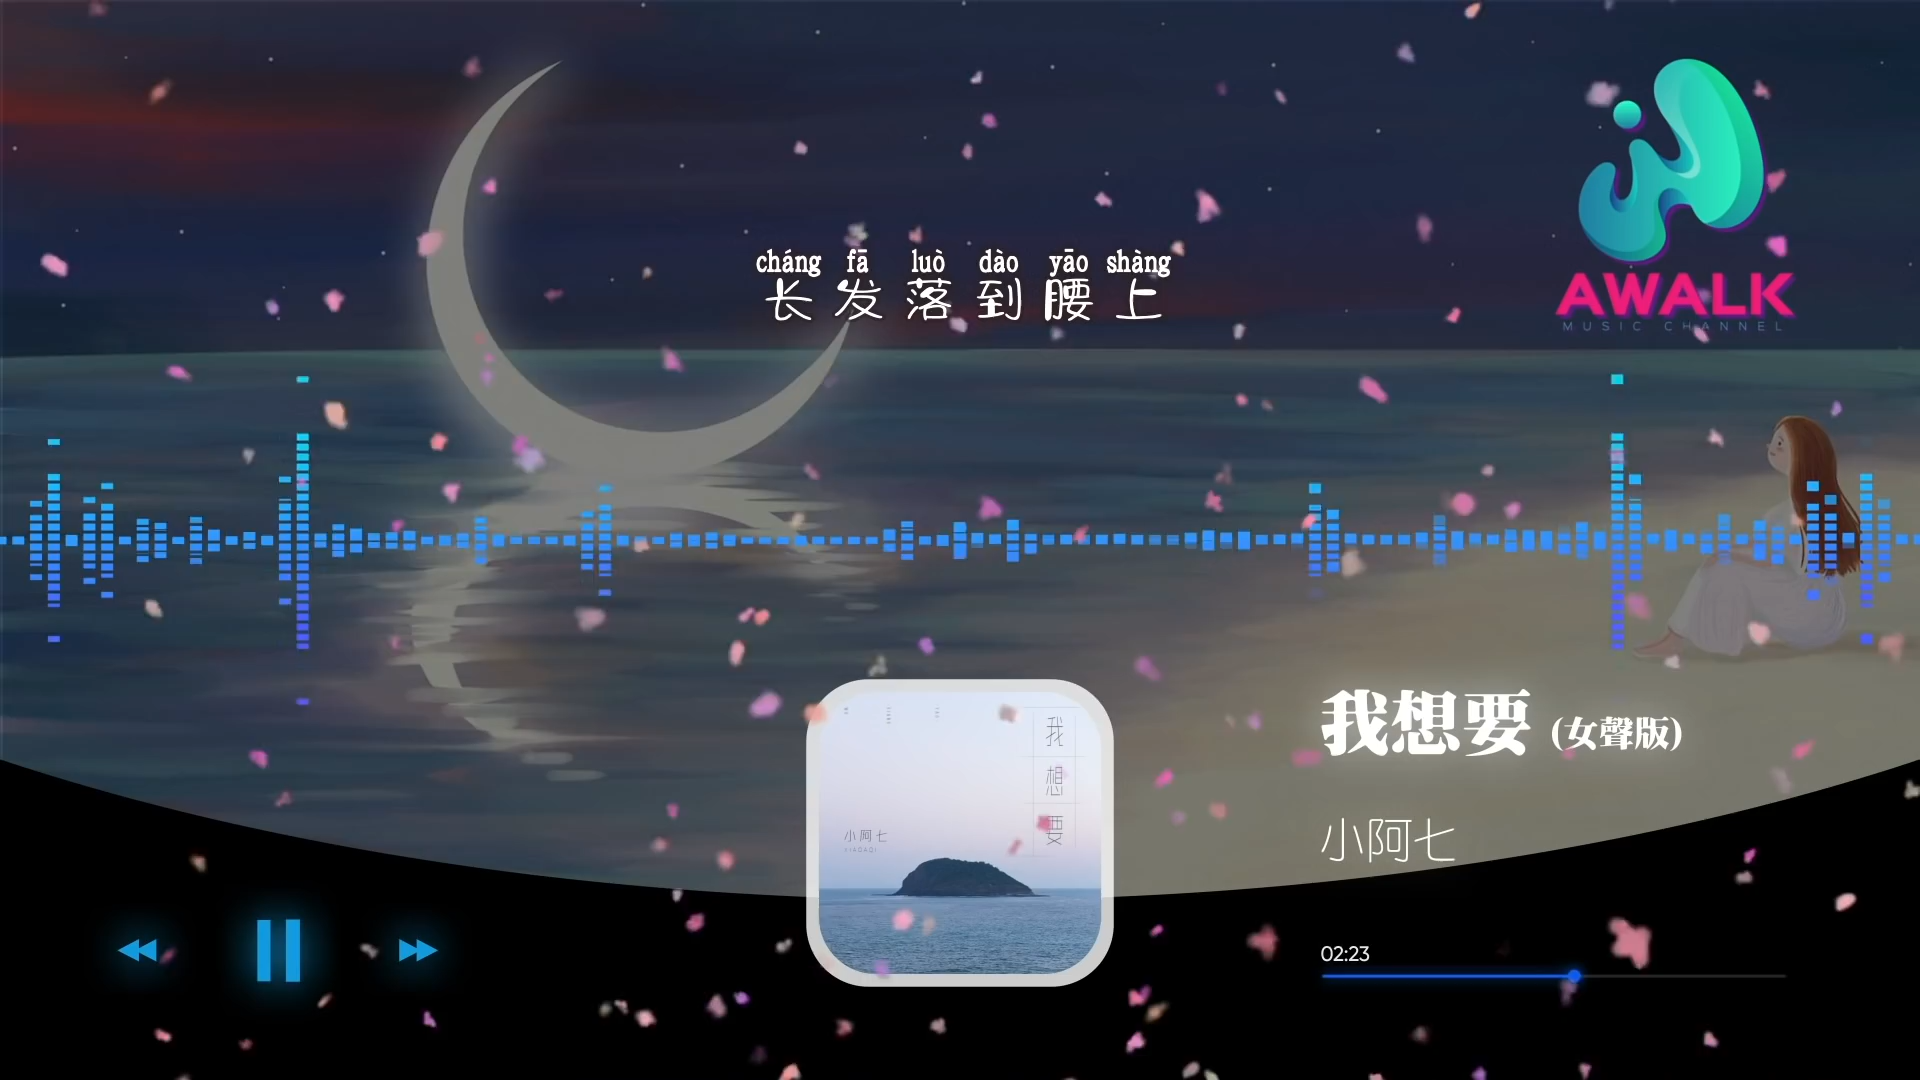 cháng fā luò dào yāo shàng
长发落到腰上
AWALK
MUSIC CHANNEL
我想要
小阿七
我想要 (女聲版)
小阿七
02:23